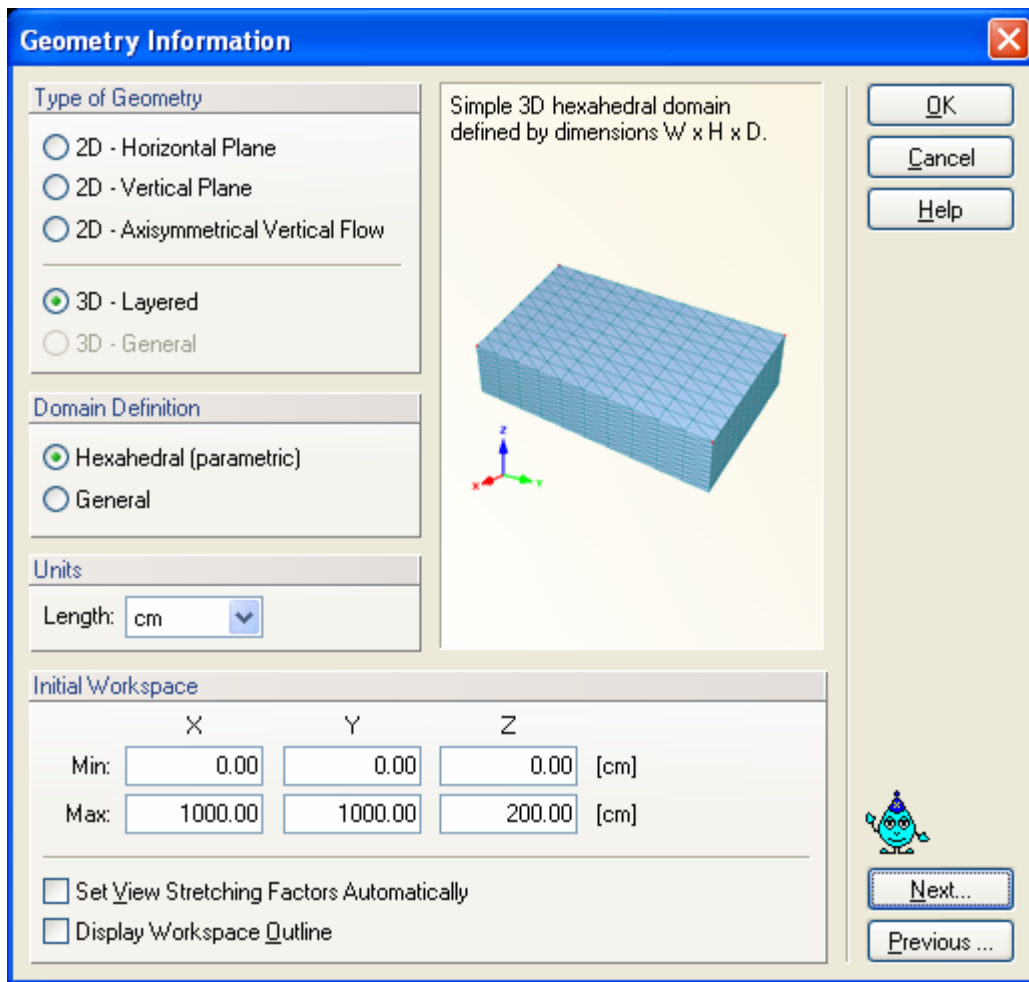 Geometry Information
Type of Geometry
2D - Horizontal Plane
2D - Vertical Plane
2D - Axisymmetrical Vertical Flow
3D - Layered
3D - General
Domain Definition
Hexahedral (parametric)
General
Units
Length: cm
Simple 3D hexahedral domain
defined by dimensions W x H x D.
z
x
Y
OK
Cancel
Help
Initial Workspace
X Y Z
Min: 0.00 0.00 0.00 [cm]
Max: 1000.00 1000.00 200.00 [cm]
Set View Stretching Factors Automatically
Display Workspace Outline
Next...
Previous ...